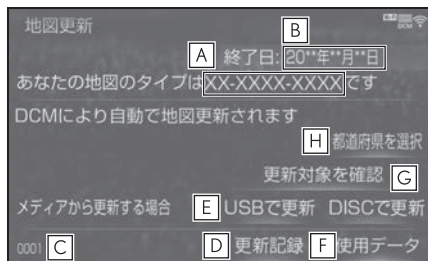 地図更新
DCM
B
A 終了日: 20**年**月**日
あなたの地図のタイプはXX-XXXX-XXXXです
DCMにより自動で地図更新されます
H 都道府県を選択
更新対象を確認 G
メディアから更新する場合 E USBで更新 DISCで更新
0001 C D 更新記録 F 使用データ